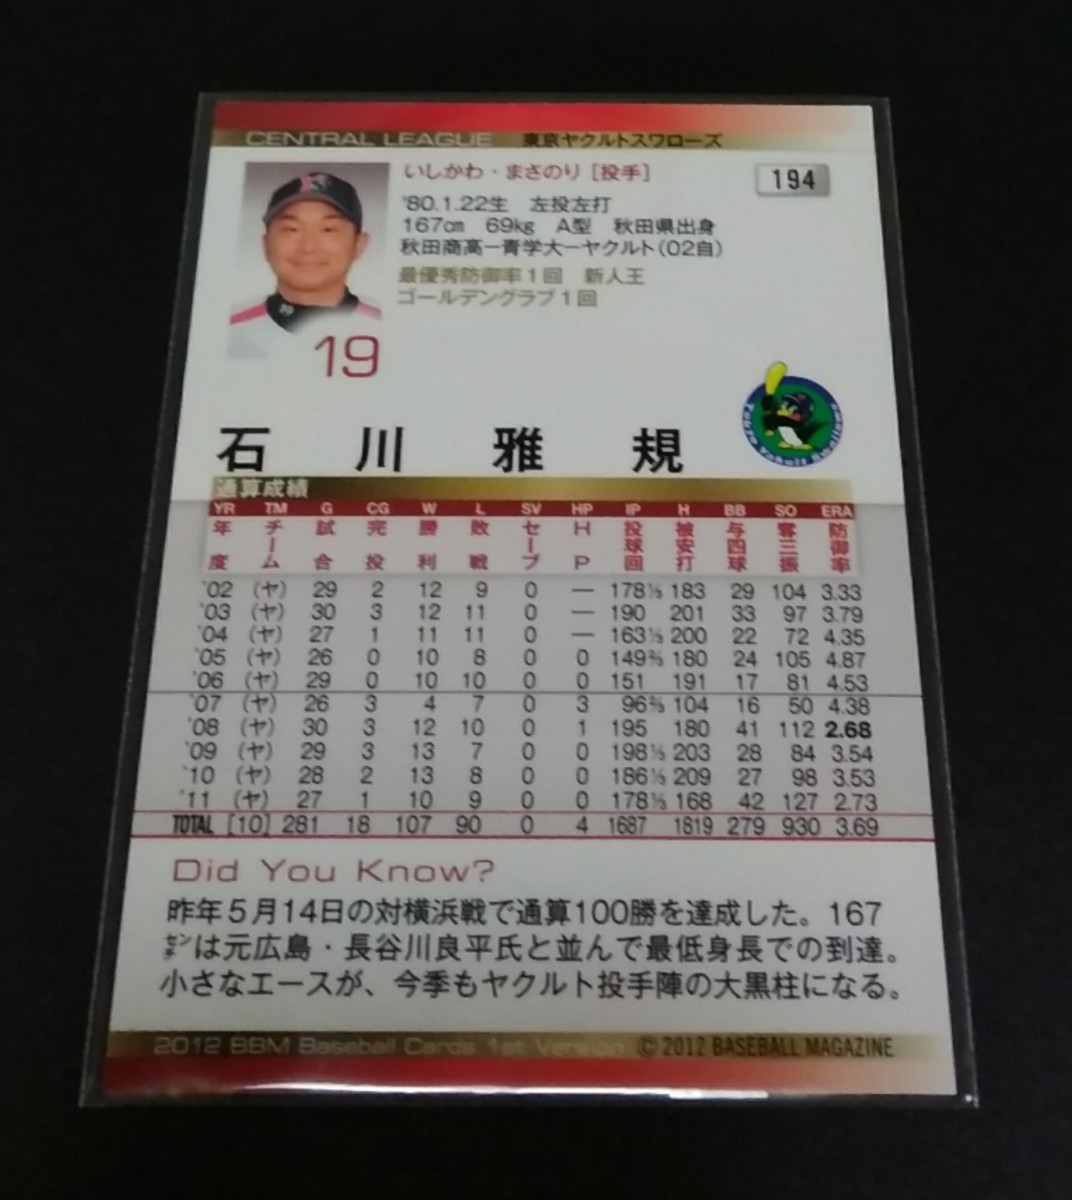 CENTRAL LEAGUE 東京ヤクルトスワローズ
いしかわ・まさのり [投手]
194
'80.1.22生 左投左打
167cm 69kg A型 秋田県出身
秋田商高ー青学大ーヤクルト(02自)
最優秀防御率1回 新人王
ゴールデングラブ1回
19
石川雅規
Tokyo Yakult Swallows
通算成績
YR TM G CG W L SV HP IP H BB SO ERA
年度 チーム 試合 完投 勝利 敗戦 セーブ HP 投球回 被安打 与四球 奪三振 防御率
'02 (ヤ) 29 2 12 9 0 — 178⅓ 183 29 104 3.33
'03 (ヤ) 30 3 12 11 0 — 190 201 33 97 3.79
'04 (ヤ) 27 1 11 11 0 — 163⅓ 200 22 72 4.35
'05 (ヤ) 26 0 10 8 0 0 149⅔ 180 24 105 4.87
'06 (ヤ) 29 0 10 10 0 0 151 191 17 81 4.53
'07 (ヤ) 26 3 4 7 0 3 96⅔ 104 16 50 4.38
'08 (ヤ) 30 3 12 10 0 1 195 180 41 112 2.68
'09 (ヤ) 29 3 13 7 0 0 198⅓ 203 28 84 3.54
'10 (ヤ) 28 2 13 8 0 0 186⅓ 209 27 98 3.53
'11 (ヤ) 27 1 10 9 0 0 178⅓ 168 42 127 2.73
TOTAL [10] 281 18 107 90 0 4 1687 1819 279 930 3.69
Did You Know?
昨年5月14日の対横浜戦で通算100勝を達成した。167
センチは元広島・長谷川良平氏と並んで最低身長での到達。
小さなエースが、今季もヤクルト投手陣の大黒柱になる。
2012 BBM Baseball Cards 1st Version © 2012 BASEBALL MAGAZINE